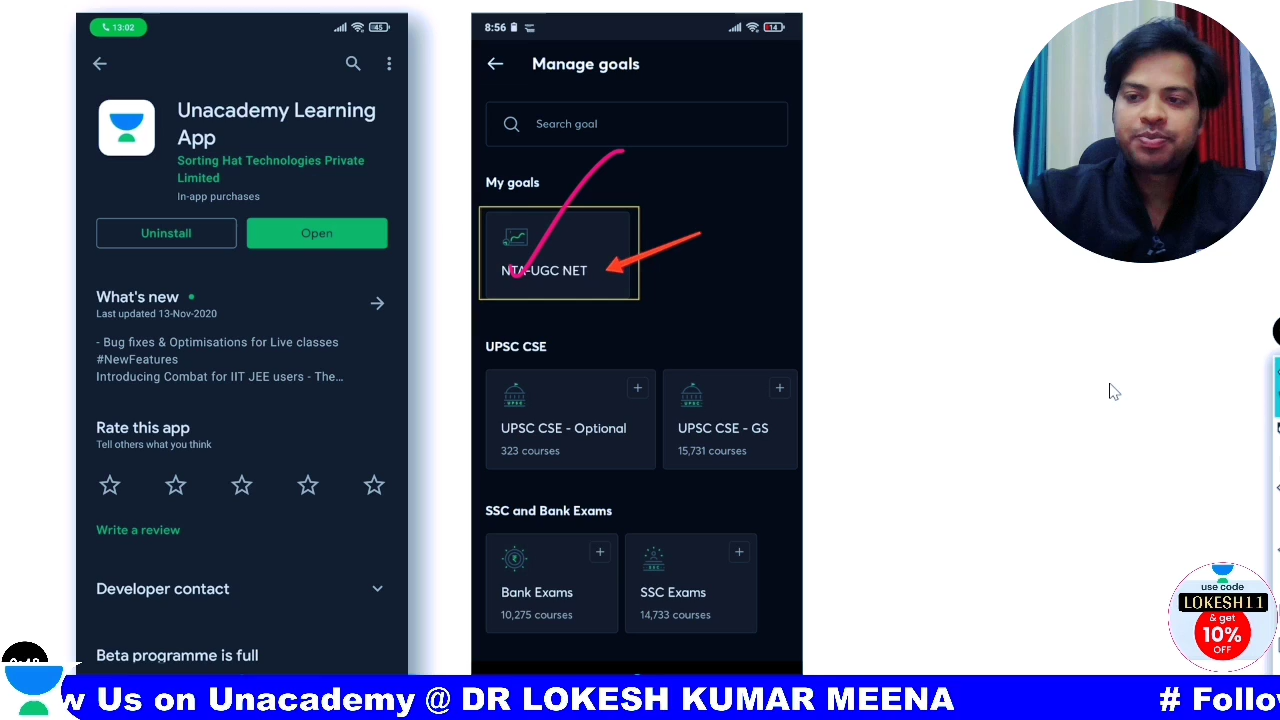 13:02
45
Unacademy Learning
App
Sorting Hat Technologies Private
Limited
In-app purchases
Uninstall
Open
What's new
Last updated 13-Nov-2020
- Bug fixes & Optimisations for Live classes
#NewFeatures
Introducing Combat for IIT JEE users - The…
Rate this app
Tell others what you think
Write a review
Developer contact
Beta programme is full
8:56
14
Manage goals
Search goal
My goals
NTA-UGC NET
UPSC CSE
UPSC
UPSC CSE - Optional
323 courses
UPSC
UPSC CSE - GS
15,731 courses
SSC and Bank Exams
Bank Exams
10,275 courses
SSC
SSC Exams
14,733 courses
use code
LOKESH11
& get
10%
OFF
w Us on Unacademy @ DR LOKESH KUMAR MEENA
# Follo